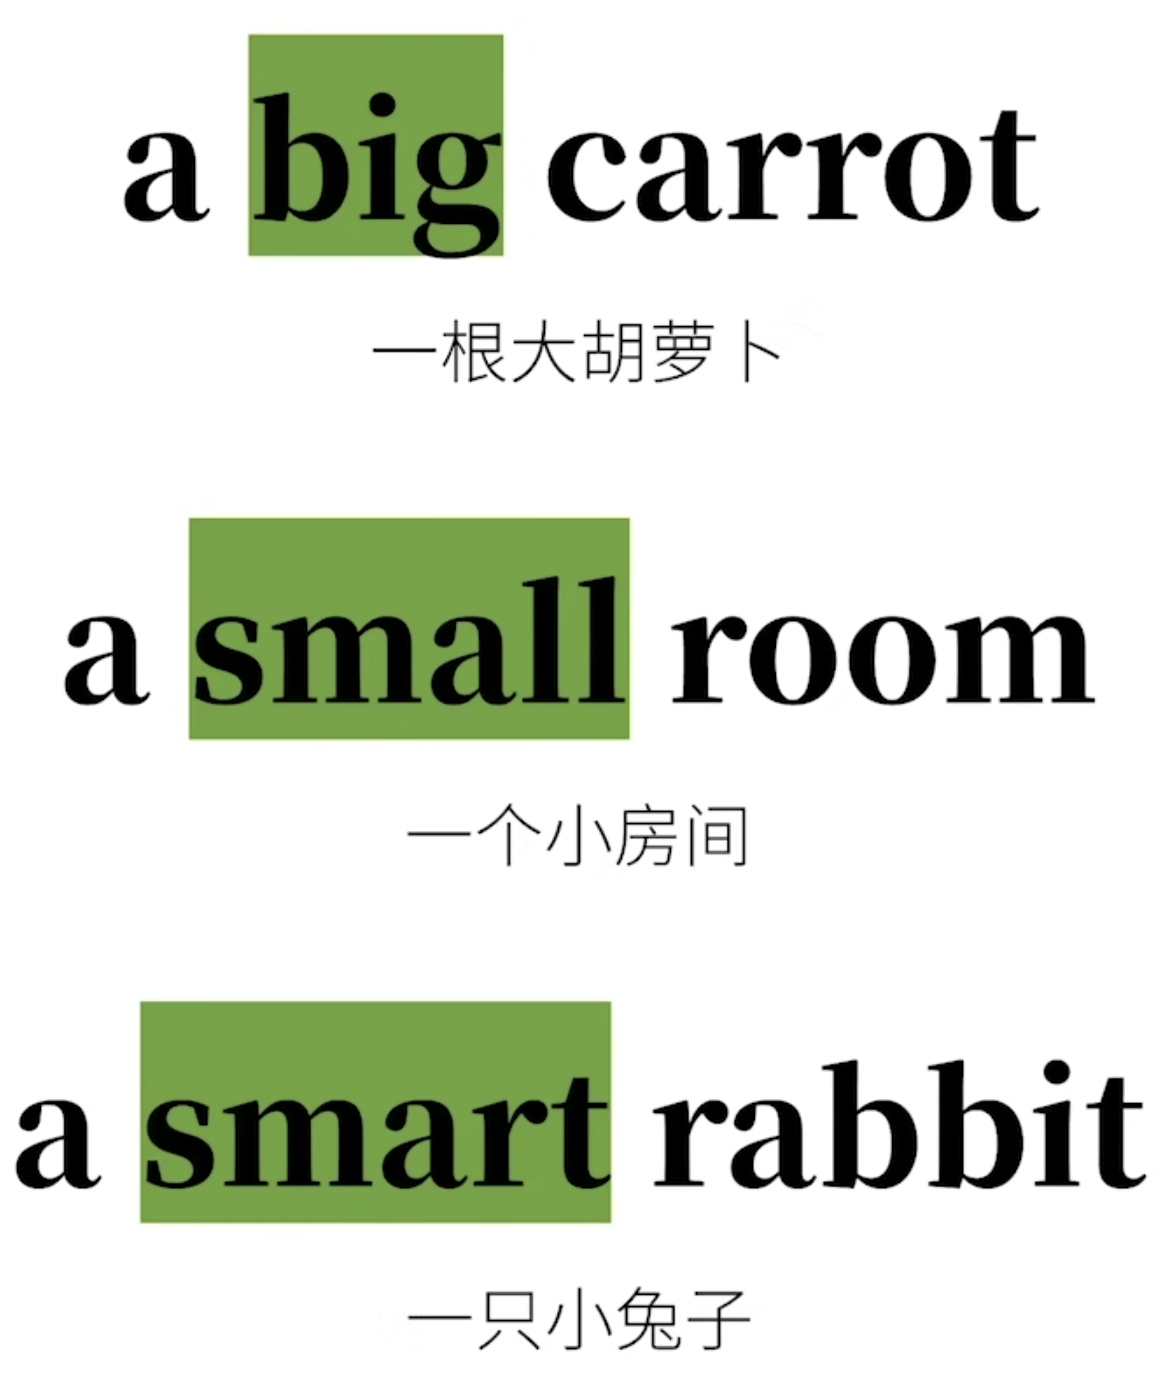 a big carrot
一根大胡萝卜
a small room
一个小房间
a smart rabbit
一只小兔子